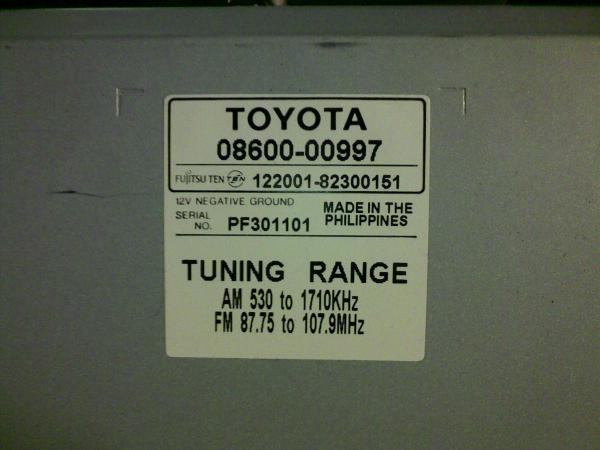 TOYOTA
08600-00997
FUJITSU TEN TEN 122001-82300151
12V NEGATIVE GROUND
SERIAL NO. PF301101
MADE IN THE
PHILIPPINES
TUNING RANGE
AM 530 to 1710KHz
FM 87.75 to 107.9MHz